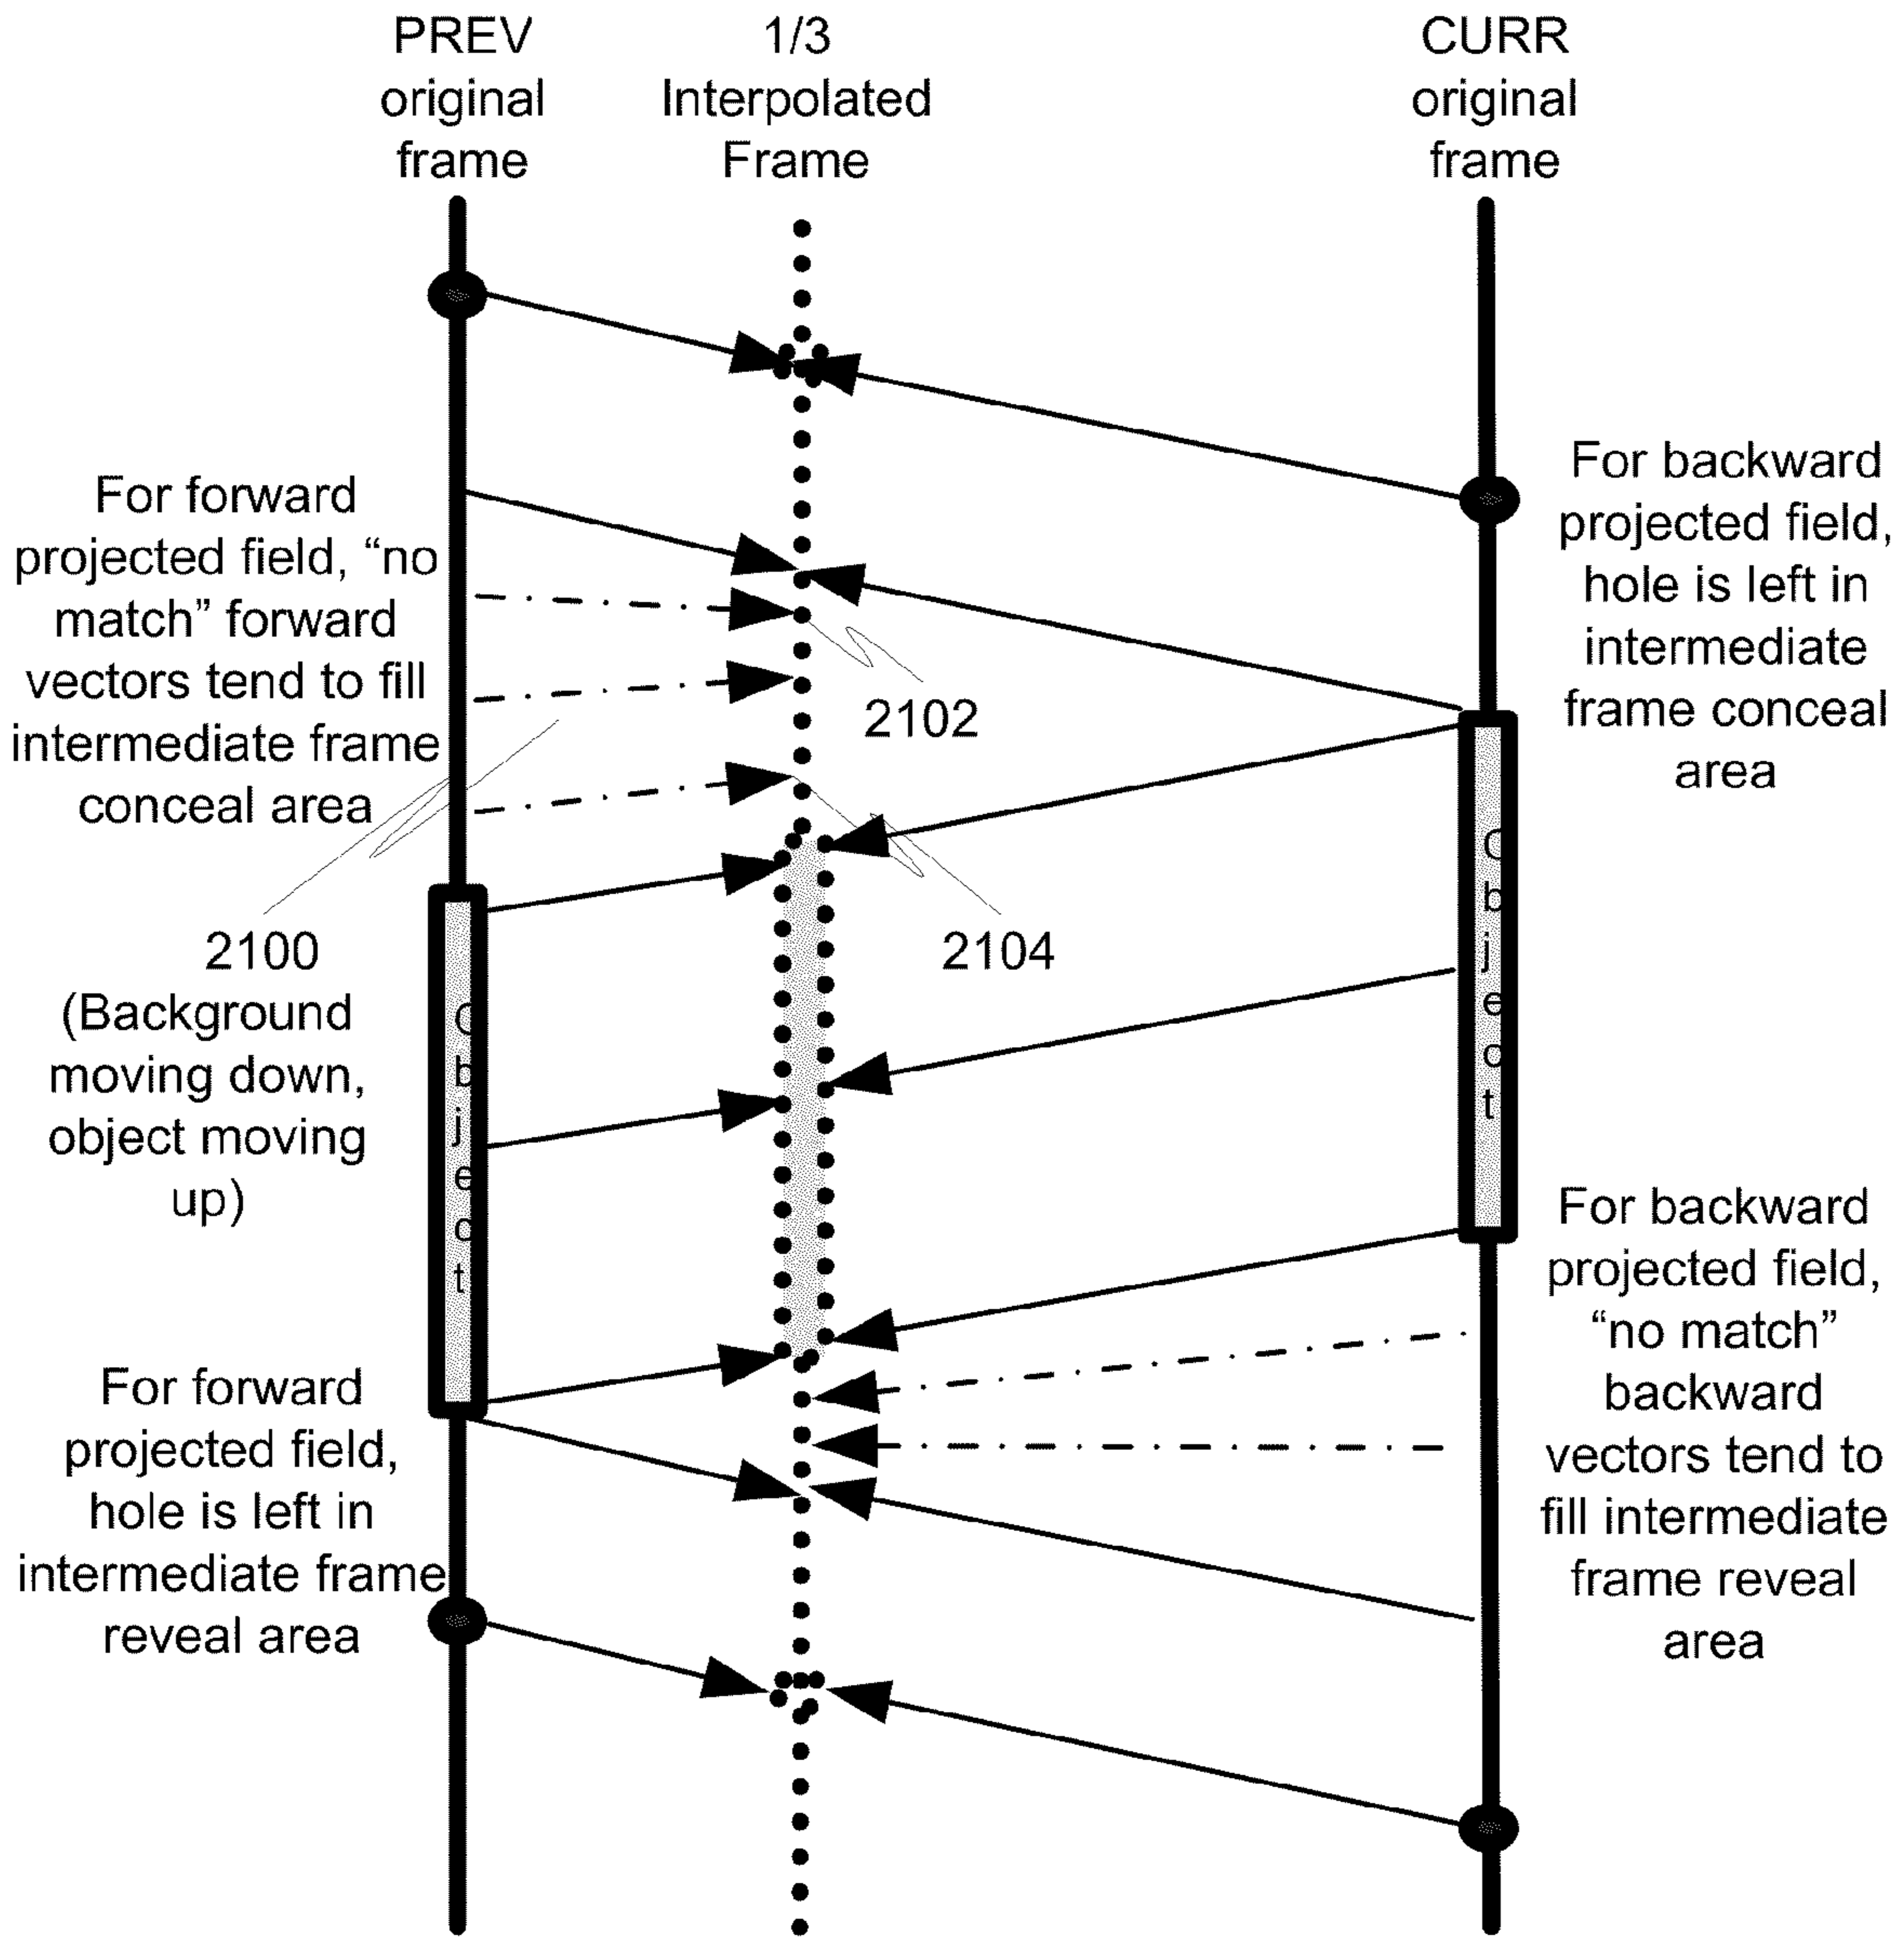 PREV
original
frame
1/3
Interpolated
Frame
CURR
original
frame
For forward
projected field, “no
match” forward
vectors tend to fill
intermediate frame
conceal area
For backward
projected field,
hole is left in
intermediate
frame conceal
area
2102
2100
(Background
moving down,
object moving
up)
2104
Object
Object
For forward
projected field,
hole is left in
intermediate frame
reveal area
For backward
projected field,
“no match”
backward
vectors tend to
fill intermediate
frame reveal
area